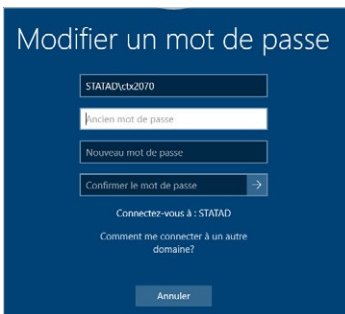 Modifier un mot de passe
STATAD\ctx2070
Ancien mot de passe
Nouveau mot de passe
Confirmer le mot de passe
Connectez-vous à : STATAD
Comment me connecter à un autre
domaine?
Annuler